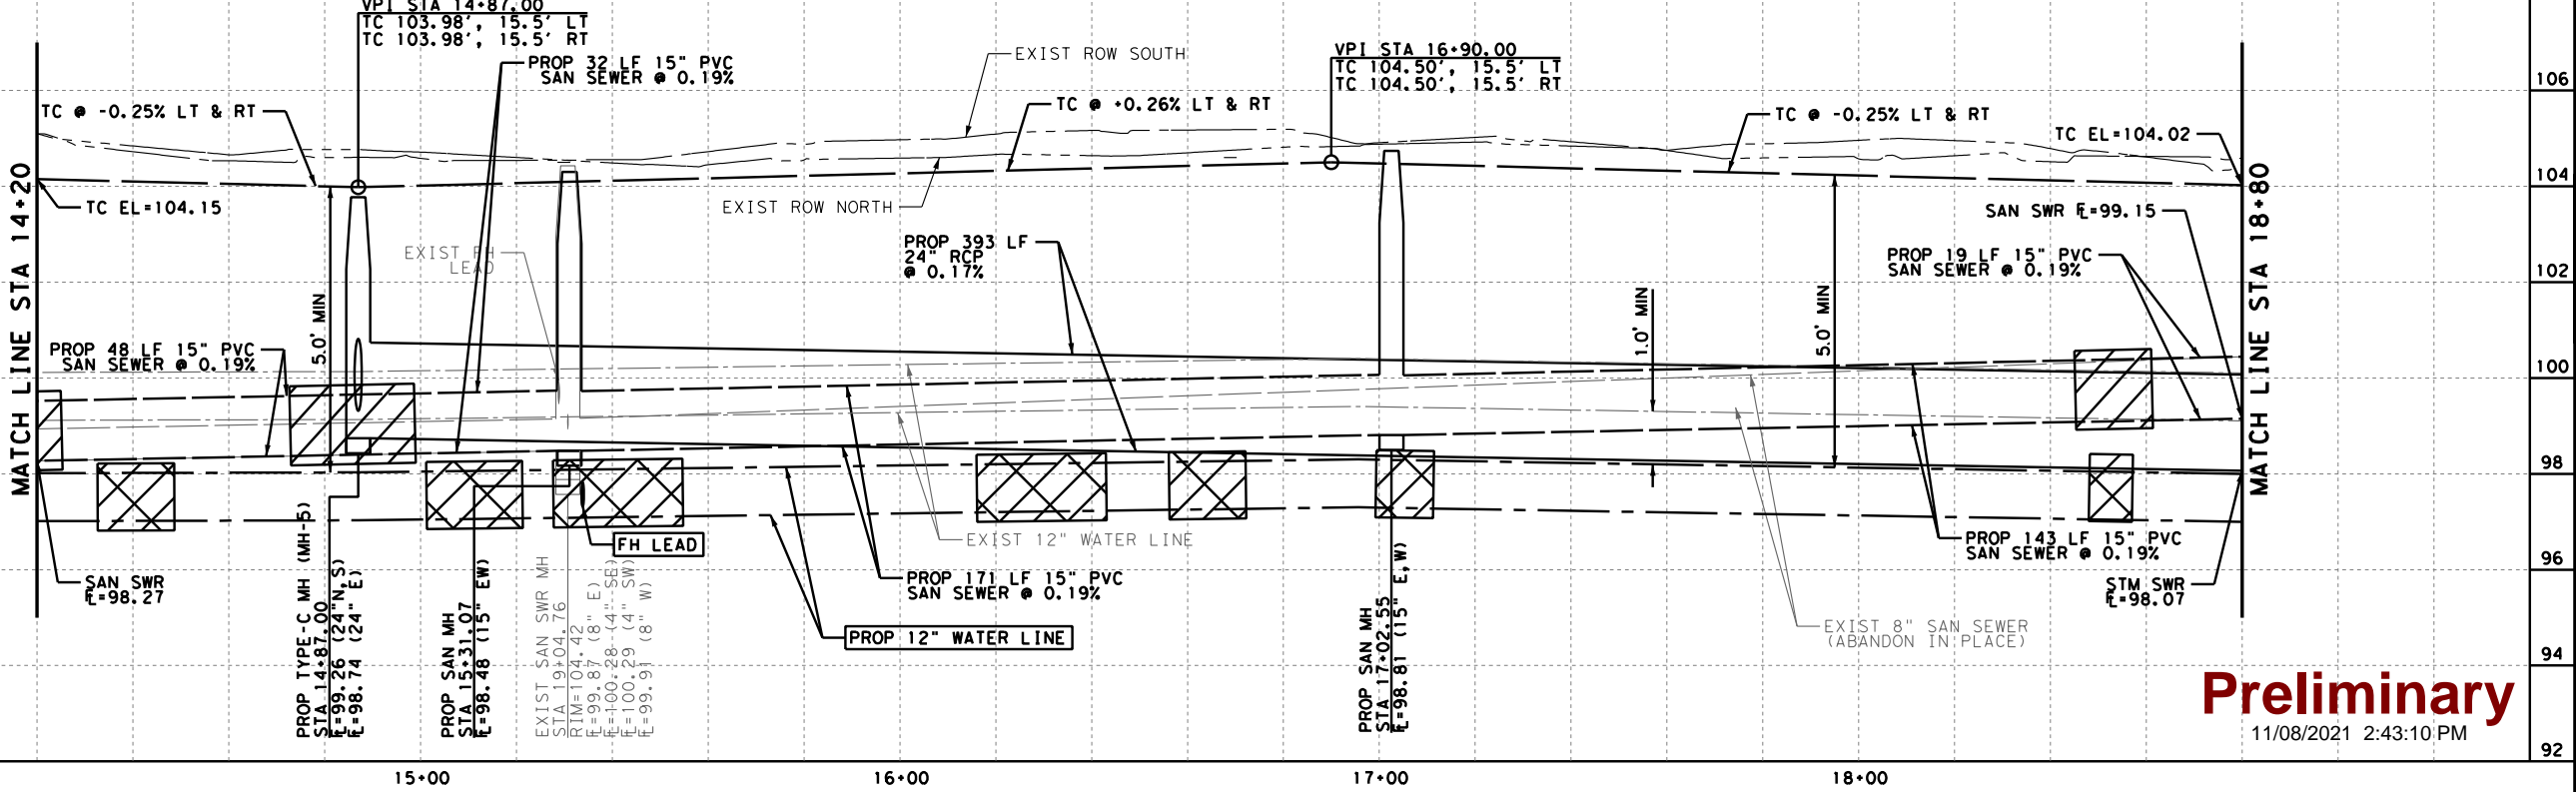 VPI STA 14+87.00
TC 103.98', 15.5' LT
TC 103.98', 15.5' RT
PROP 32 LF 15" PVC
SAN SEWER @ 0.19%
EXIST ROW SOUTH
VPI STA 16+90.00
TC 104.50', 15.5' LT
TC 104.50', 15.5' RT
TC @ -0.25% LT & RT
TC @ +0.26% LT & RT
TC @ -0.25% LT & RT
TC EL=104.02
TC EL=104.15
EXIST ROW NORTH
SAN SWR FL=99.15
EXIST FH
LEAD
PROP 393 LF
24" RCP
@ 0.17%
PROP 19 LF 15" PVC
SAN SEWER @ 0.19%
PROP 48 LF 15" PVC
SAN SEWER @ 0.19%
5.0' MIN
1.0' MIN
5.0' MIN
MATCH LINE STA 14+20
MATCH LINE STA 18+80
SAN SWR
FL=98.27
FH LEAD
EXIST 12" WATER LINE
PROP 171 LF 15" PVC
SAN SEWER @ 0.19%
PROP 143 LF 15" PVC
SAN SEWER @ 0.19%
STM SWR
FL=98.07
PROP 12" WATER LINE
EXIST 8" SAN SEWER
(ABANDON IN PLACE)
PROP TYPE-C MH (MH-5)
STA 14+87.00
FL=99.26 (24"N,S)
FL=98.74 (24" E)
PROP SAN MH
STA 15+31.07
FL=98.48 (15" EW)
EXIST SAN SWR MH
STA 19+04.76
RIM=104.42
FL=99.87 (8" E)
FL=100.28 (4" SE)
FL=100.29 (4" SW)
FL=99.91 (8" W)
PROP SAN MH
STA 17+02.55
FL=98.81 (15" E,W)
106
104
102
100
98
96
94
92
Preliminary
11/08/2021 2:43:10 PM
15+00
16+00
17+00
18+00